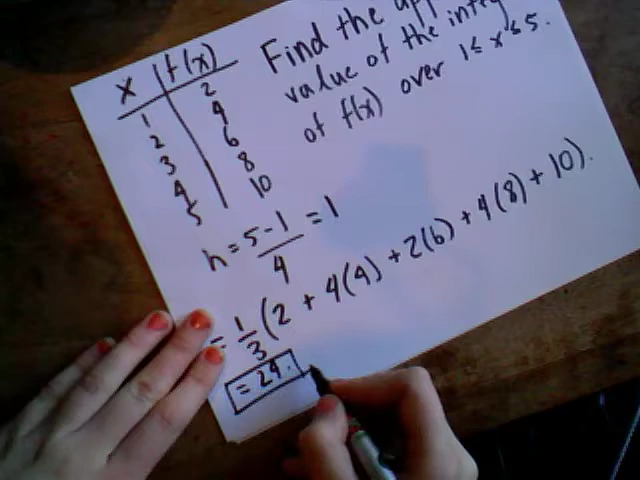 x | f(x)
1 | 2
2 | 4
3 | 6
4 | 8
5 | 10
Find the
value of the
of f(x) over 1 ≤ x ≤ 5.
h = 5-1/4 = 1
= 1/3 (2 + 4(4) + 2(6) + 4(8) + 10).
= 24.